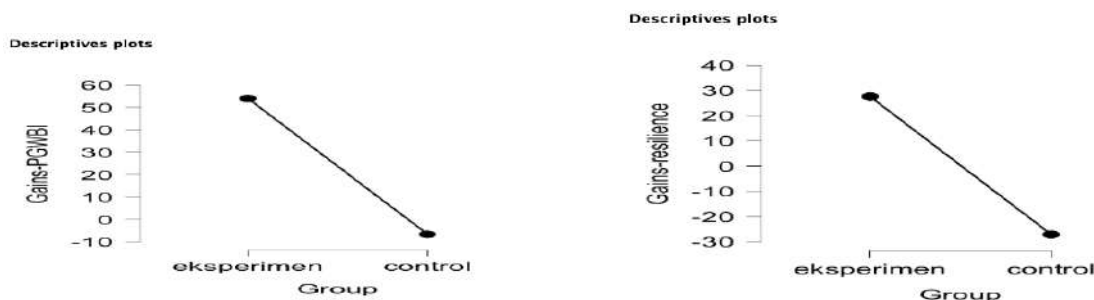 Descriptives plots
60
50
40
30
20
10
0
-10
Gains-PGWBI
eksperimen control
Group
Descriptives plots
40
30
20
10
0
-10
-20
-30
Gains-resilience
eksperimen control
Group